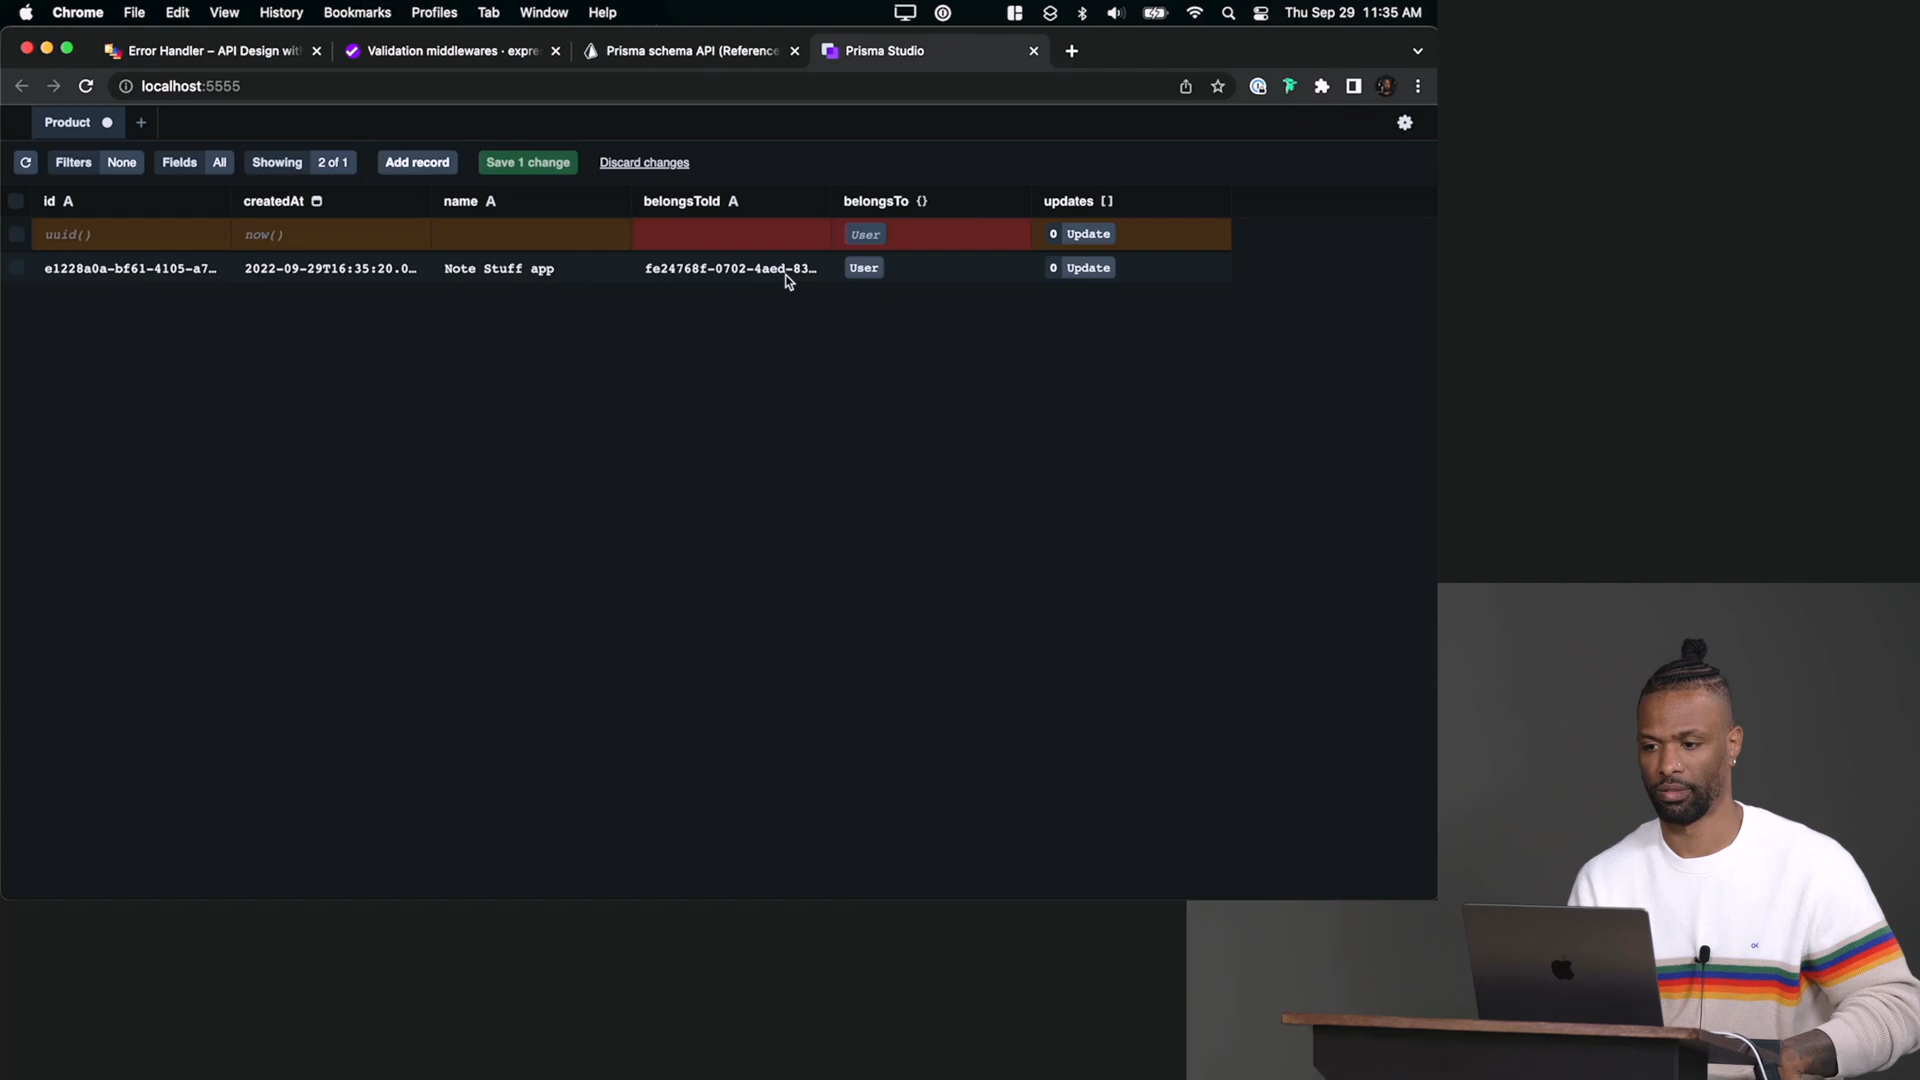 Chrome File Edit View History Bookmarks Profiles Tab Window Help Thu Sep 29 11:35 AM
Error Handler – API Design wit Validation middlewares · expre Prisma schema API (Reference Prisma Studio
localhost:5555
Product
Filters None Fields All Showing 2 of 1 Add record Save 1 change Discard changes
id A createdAt name A belongsToId A belongsTo {} updates []
uuid() now() User 0 Update
e1228a0a-bf61-4105-a7… 2022-09-29T16:35:20.0… Note Stuff app fe24768f-0702-4aed-83… User 0 Update